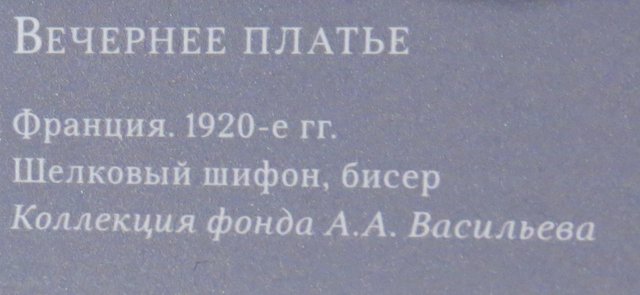 Вечернее платье
Франция. 1920-е гг.
Шелковый шифон, бисер
Коллекция фонда А.А. Васильева